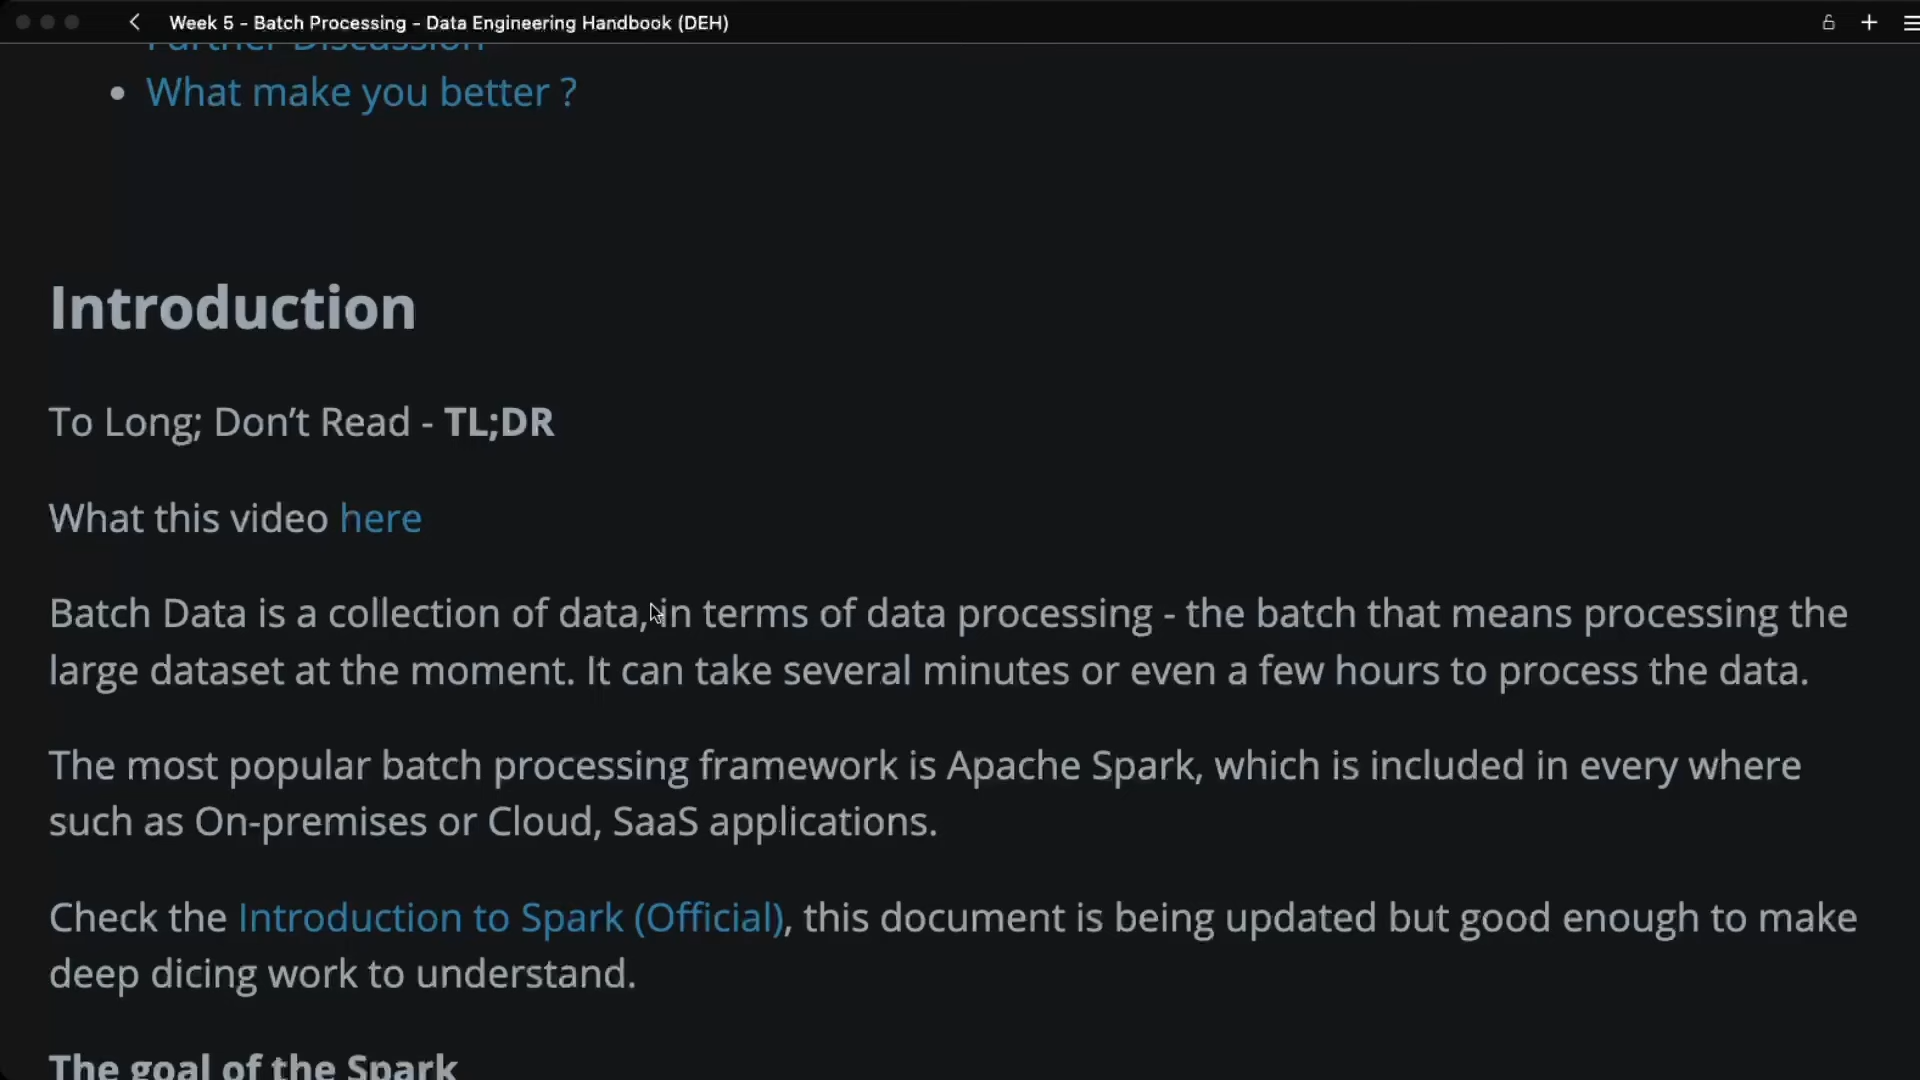 Week 5 - Batch Processing - Data Engineering Handbook (DEH)
Further Discussion
What make you better ?
Introduction
To Long; Don't Read - TL;DR
What this video here
Batch Data is a collection of data, in terms of data processing - the batch that means processing the
large dataset at the moment. It can take several minutes or even a few hours to process the data.
The most popular batch processing framework is Apache Spark, which is included in every where
such as On-premises or Cloud, SaaS applications.
Check the Introduction to Spark (Official), this document is being updated but good enough to make
deep dicing work to understand.
The goal of the Spark